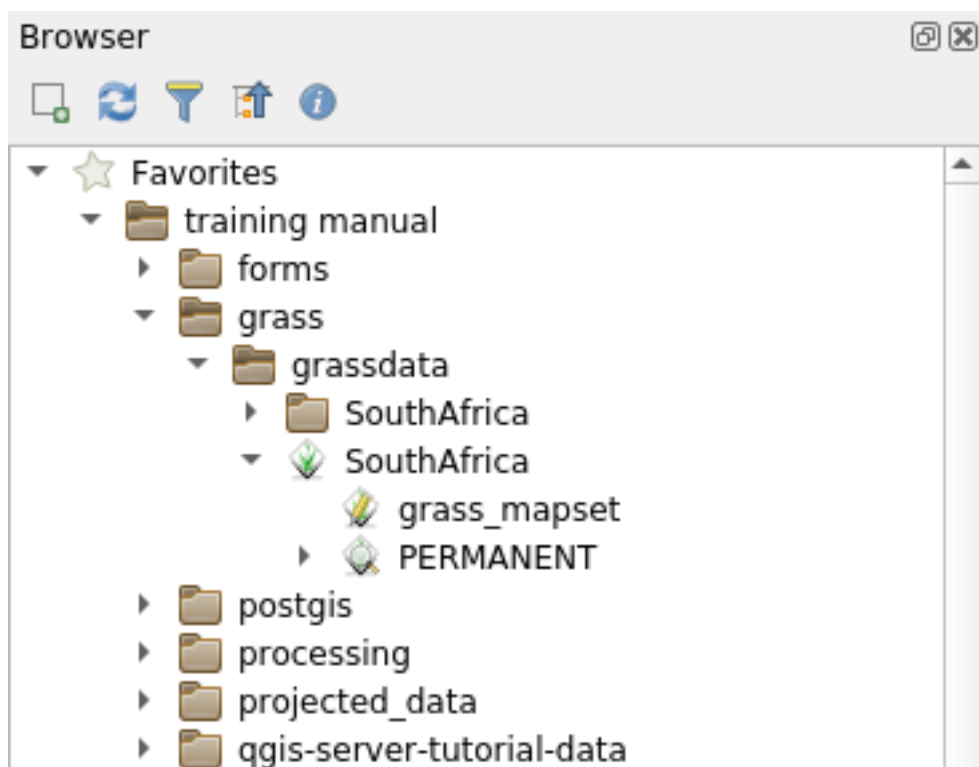 Browser
Favorites
training manual
forms
grass
grassdata
SouthAfrica
SouthAfrica
grass_mapset
PERMANENT
postgis
processing
projected_data
qgis-server-tutorial-data